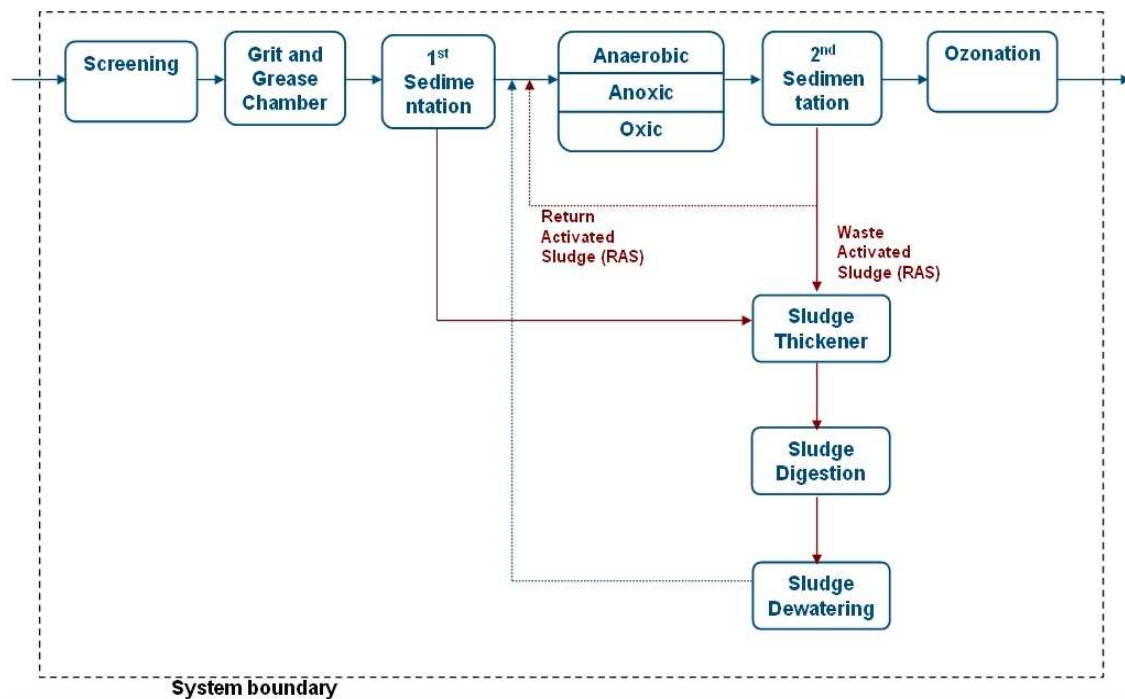 Screening
Grit and
Grease
Chamber
1st
Sedime
ntation
Anaerobic
Anoxic
Oxic
2nd
Sedimen
tation
Ozonation
Return
Activated
Sludge (RAS)
Waste
Activated
Sludge (RAS)
Sludge
Thickener
Sludge
Digestion
Sludge
Dewatering
System boundary